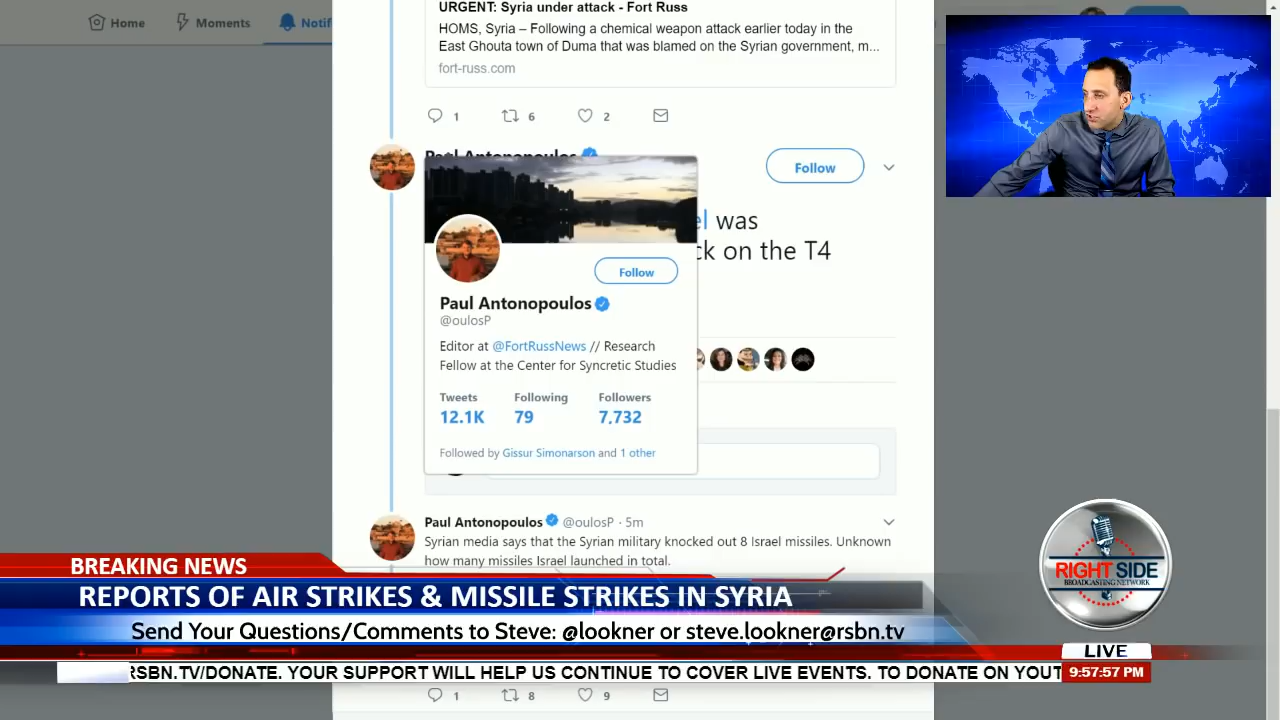 Home
Moments
Notif
URGENT: Syria under attack - Fort Russ
HOMS, Syria – Following a chemical weapon attack earlier today in the
East Ghouta town of Duma that was blamed on the Syrian government, m...
fort-russ.com
1
6
2
Paul Antonopoulos
Follow
el was
ck on the T4
Follow
Paul Antonopoulos
@oulosP
Editor at @FortRussNews // Research
Fellow at the Center for Syncretic Studies
Tweets Following Followers
12.1K 79 7,732
Followed by Gissur Simonarson and 1 other
Paul Antonopoulos @oulosP · 5m
Syrian media says that the Syrian military knocked out 8 Israel missiles. Unknown
how many missiles Israel launched in total.
BREAKING NEWS
REPORTS OF AIR STRIKES & MISSILE STRIKES IN SYRIA
Send Your Questions/Comments to Steve: @lookner or steve.lookner@rsbn.tv
RIGHT SIDE
BROADCASTING NETWORK
LIVE
RSBN.TV/DONATE. YOUR SUPPORT WILL HELP US CONTINUE TO COVER LIVE EVENTS. TO DONATE ON YOUT
9:57:57 PM
1
8
9